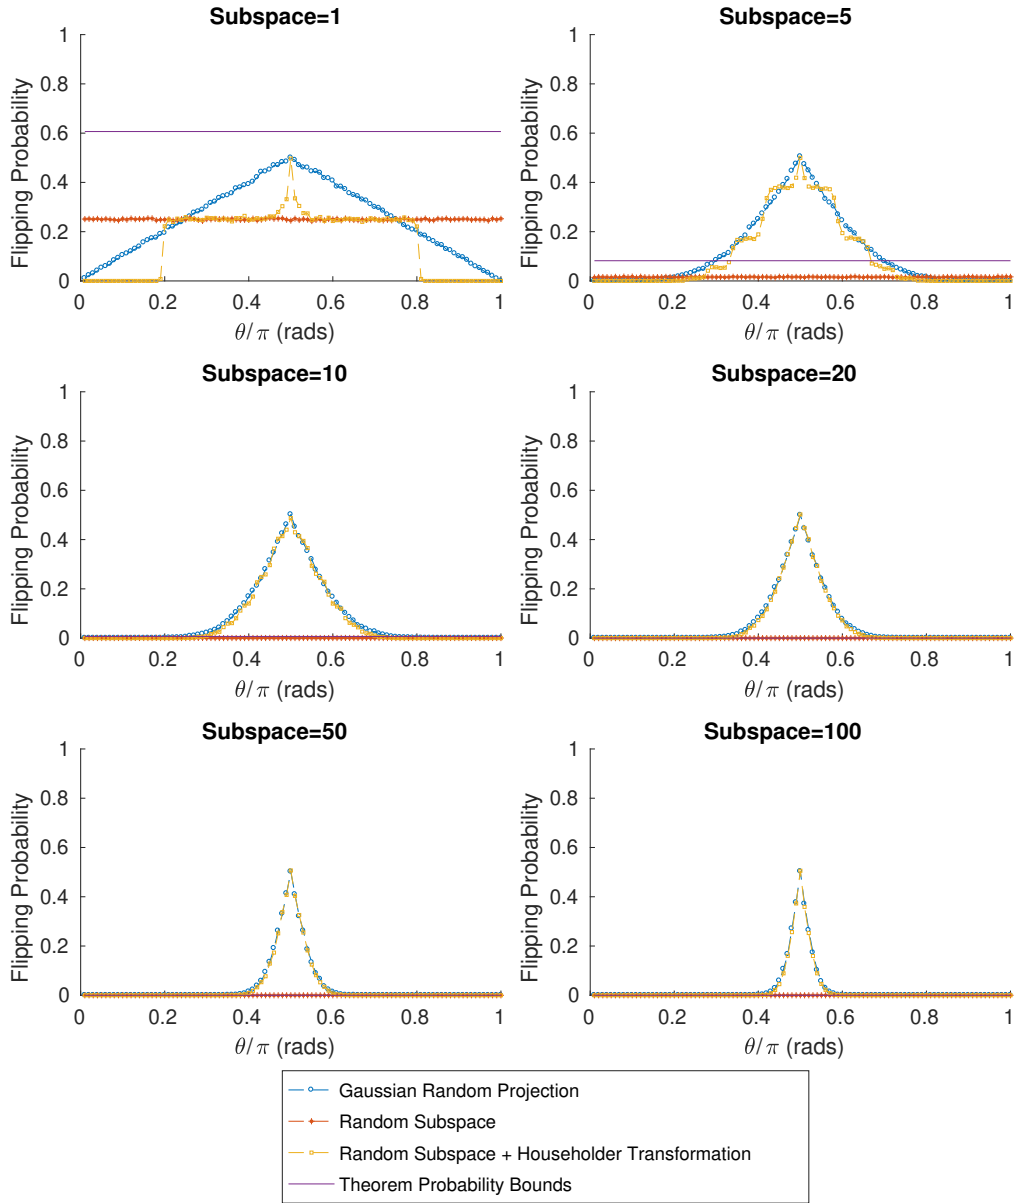 Subspace=1
Flipping Probability
1
0.8
0.6
0.4
0.2
0
0 0.2 0.4 0.6 0.8 1
θ/π (rads)
Subspace=5
Flipping Probability
1
0.8
0.6
0.4
0.2
0
0 0.2 0.4 0.6 0.8 1
θ/π (rads)
Subspace=10
Flipping Probability
1
0.8
0.6
0.4
0.2
0
0 0.2 0.4 0.6 0.8 1
θ/π (rads)
Subspace=20
Flipping Probability
1
0.8
0.6
0.4
0.2
0
0 0.2 0.4 0.6 0.8 1
θ/π (rads)
Subspace=50
Flipping Probability
1
0.8
0.6
0.4
0.2
0
0 0.2 0.4 0.6 0.8 1
θ/π (rads)
Subspace=100
Flipping Probability
1
0.8
0.6
0.4
0.2
0
0 0.2 0.4 0.6 0.8 1
θ/π (rads)
Gaussian Random Projection
Random Subspace
Random Subspace + Householder Transformation
Theorem Probability Bounds